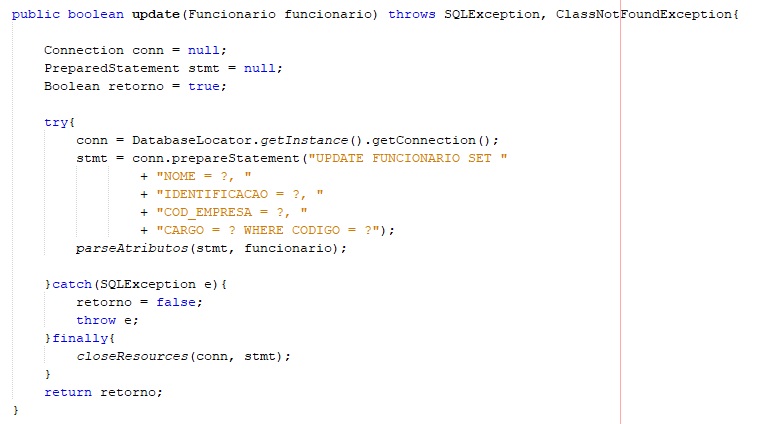 public boolean update(Funcionario funcionario) throws SQLException, ClassNotFoundException{
Connection conn = null;
PreparedStatement stmt = null;
Boolean retorno = true;
try{
conn = DatabaseLocator.getInstance().getConnection();
stmt = conn.prepareStatement("UPDATE FUNCIONARIO SET "
+ "NOME = ?, "
+ "IDENTIFICACAO = ?, "
+ "COD_EMPRESA = ?, "
+ "CARGO = ? WHERE CODIGO = ?");
parseAtributos(stmt, funcionario);
}catch(SQLException e){
retorno = false;
throw e;
}finally{
closeResources(conn, stmt);
}
return retorno;
}